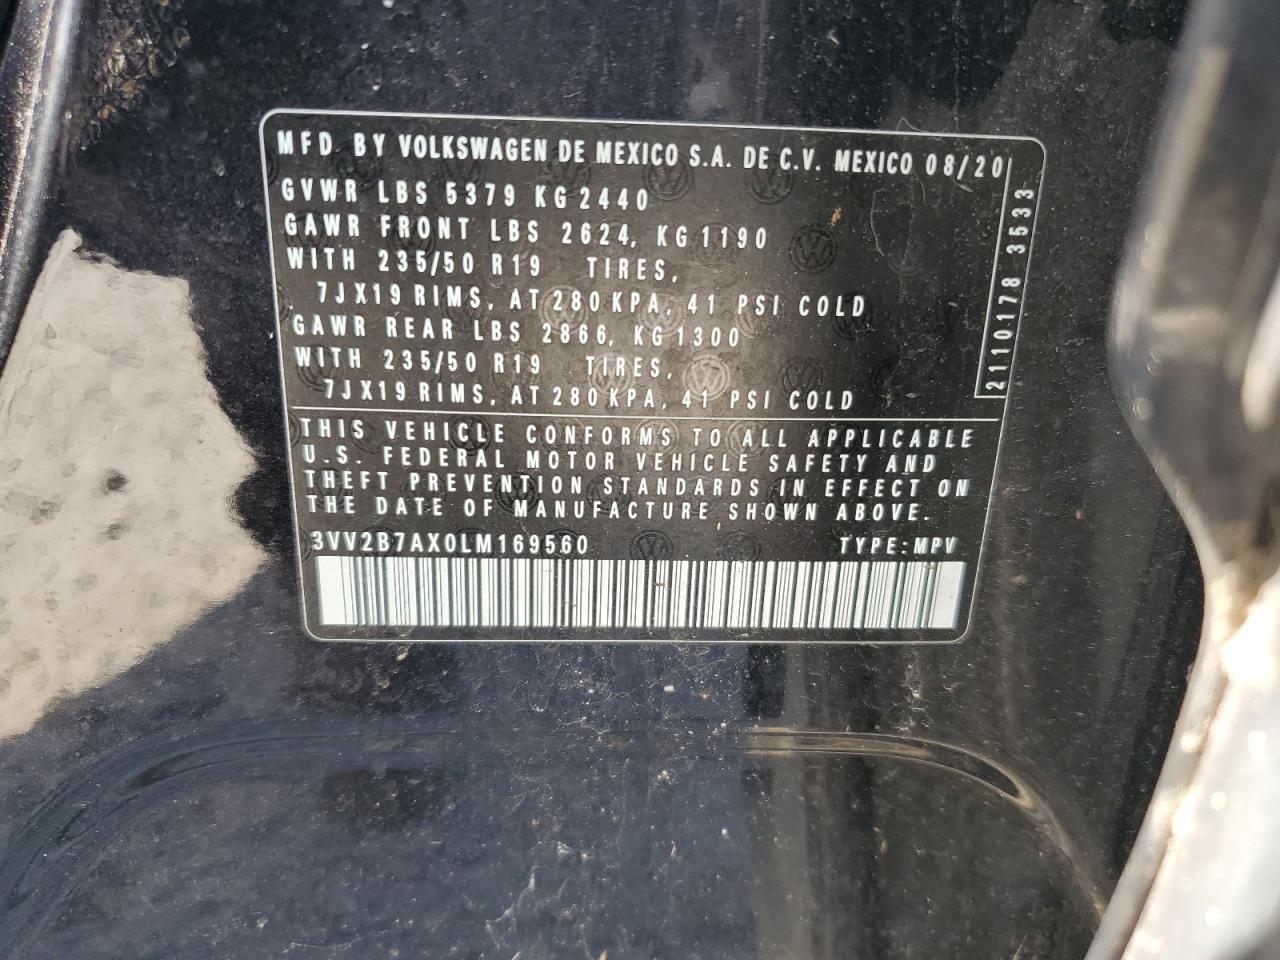 MFD. BY VOLKSWAGEN DE MEXICO S.A. DE C.V. MEXICO 08/20
GVWR LBS 5379 KG 2440
GAWR FRONT LBS 2624, KG 1190
WITH 235/50 R19 TIRES,
7JX19 RIMS, AT 280 KPA, 41 PSI COLD
GAWR REAR LBS 2866, KG 1300
WITH 235/50 R19 TIRES,
7JX19 RIMS, AT 280 KPA, 41 PSI COLD
2110.178 3533
THIS VEHICLE CONFORMS TO ALL APPLICABLE
U.S. FEDERAL MOTOR VEHICLE SAFETY AND
THEFT PREVENTION STANDARDS IN EFFECT ON
THE DATE OF MANUFACTURE SHOWN ABOVE.
3VV2B7AX0LM169560 TYPE: MPV